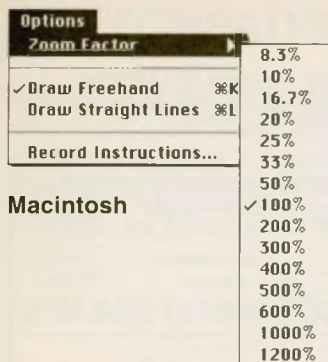 Options
Zoom Factor
✓Draw Freehand ⌘K
Draw Straight Lines ⌘L
Record Instructions...
8.3%
10%
16.7%
20%
25%
33%
50%
✓100%
200%
300%
400%
500%
600%
1000%
1200%
Macintosh